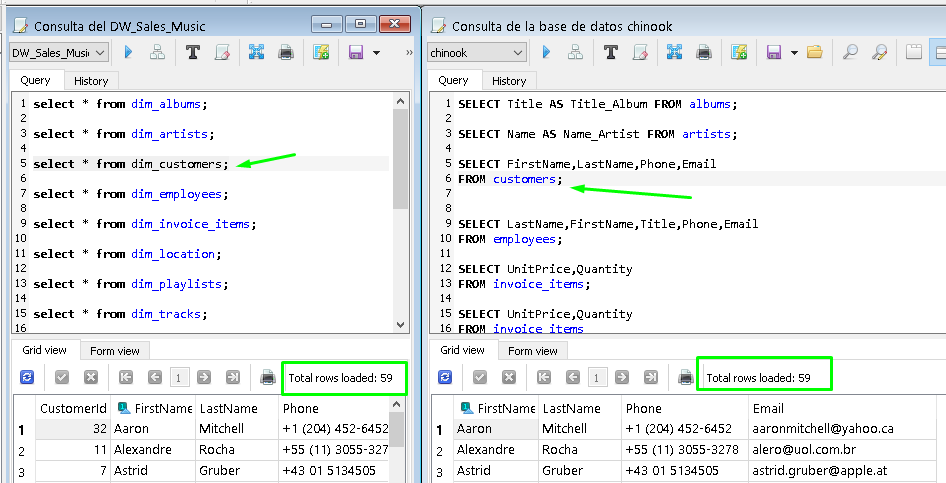 Consulta del DW_Sales_Music
DW_Sales_Musi
Query
History
1 select * from dim_albums;
2
3 select * from dim_artists;
4
5 select * from dim_customers;
6
7 select * from dim_employees;
8
9 select * from dim_invoice_items;
10
11 select * from dim_location;
12
13 select * from dim_playlists;
14
15 select * from dim_tracks;
16
Grid view
Form view
1
Total rows loaded: 59
CustomerId FirstName LastName Phone
1 32 Aaron Mitchell +1 (204) 452-6452
2 11 Alexandre Rocha +55 (11) 3055-327
3 7 Astrid Gruber +43 01 5134505
Consulta de la base de datos chinook
chinook
Query
History
1 SELECT Title AS Title_Album FROM albums;
2
3 SELECT Name AS Name_Artist FROM artists;
4
5 SELECT FirstName,LastName,Phone,Email
6 FROM customers;
7
8
9 SELECT LastName,FirstName,Title,Phone,Email
10 FROM employees;
11
12 SELECT UnitPrice,Quantity
13 FROM invoice_items;
14
15 SELECT UnitPrice,Quantity
16 FROM invoice items
Grid view
Form view
1
Total rows loaded: 59
FirstName LastName Phone Email
1 Aaron Mitchell +1 (204) 452-6452 aaronmitchell@yahoo.ca
2 Alexandre Rocha +55 (11) 3055-3278 alero@uol.com.br
3 Astrid Gruber +43 01 5134505 astrid.gruber@apple.at